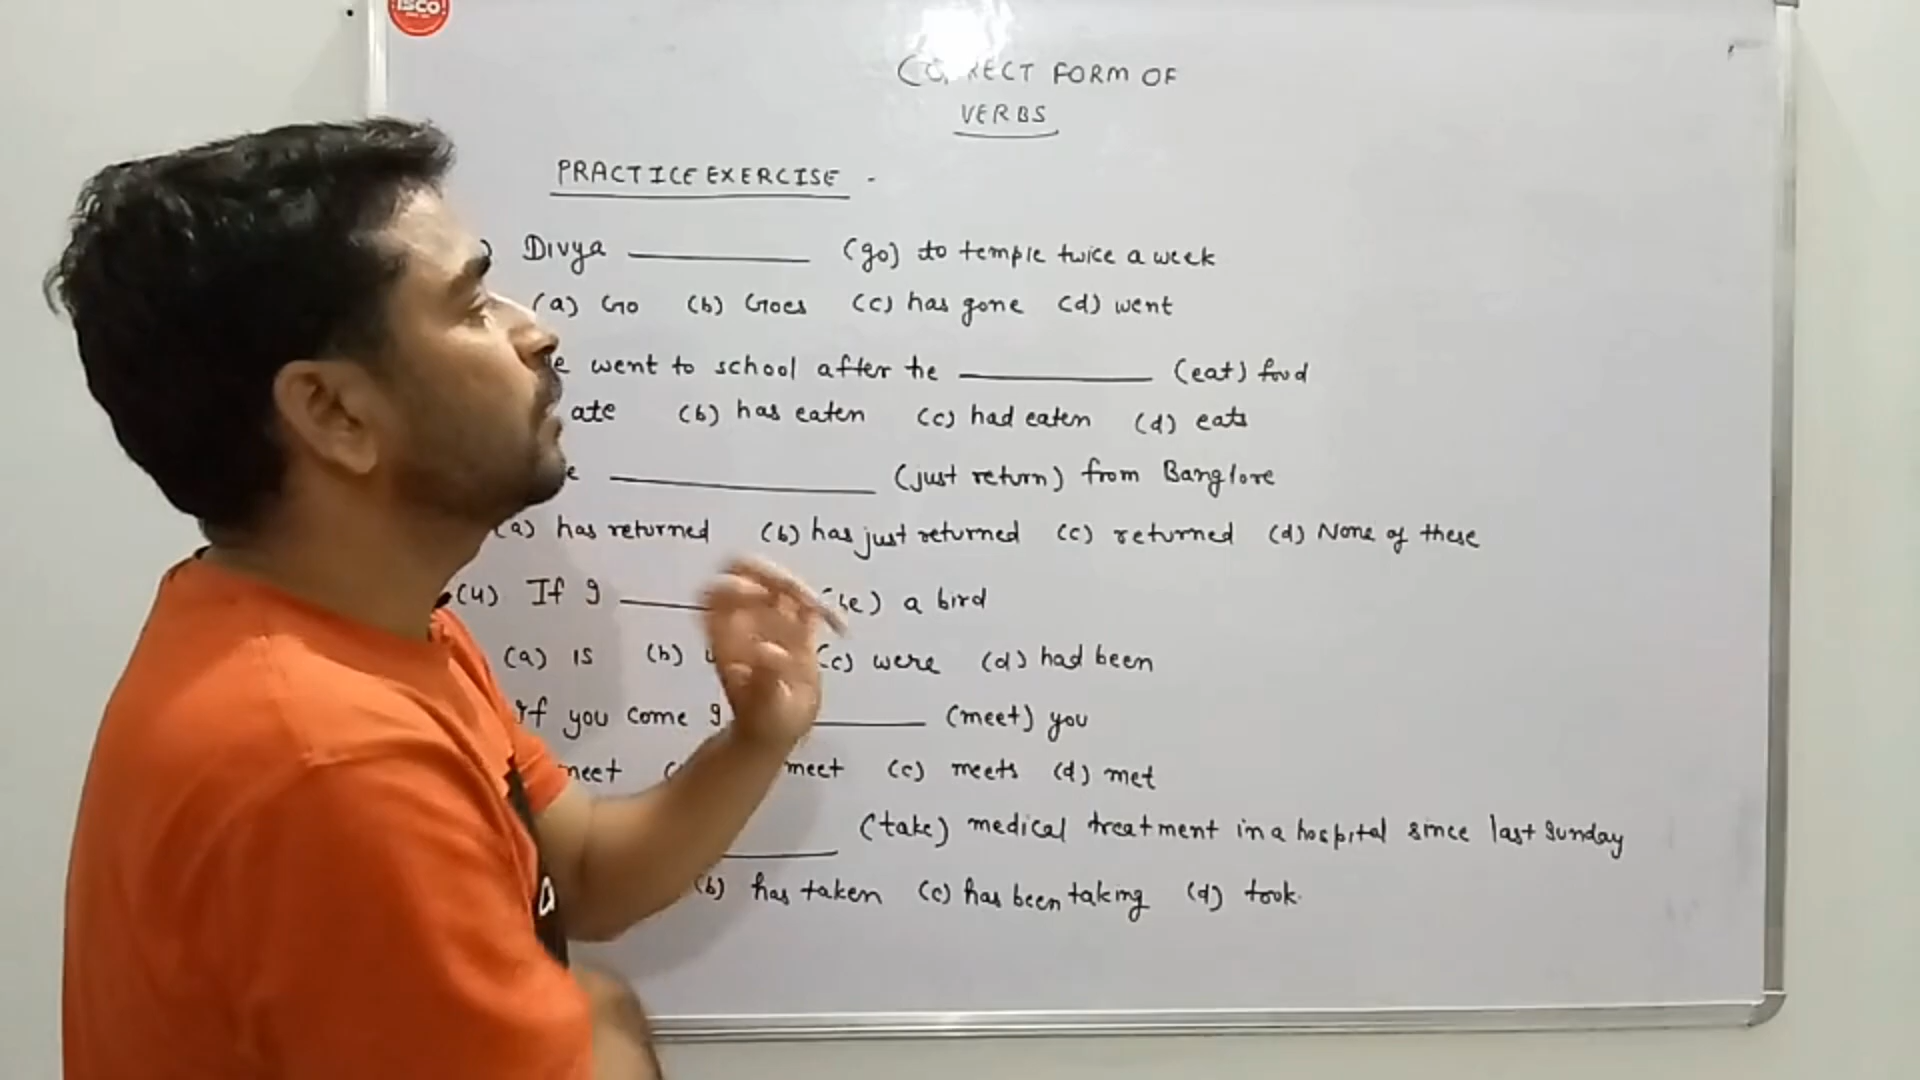 ISCO!
FORM OF
VERBS
PRACTICE EXERCISE -
) Divya ________ (go) to temple twice a week
(a) Go (b) Goes (c) has gone (d) went
e went to school after he ________ (eat) food
ate (b) has eaten (c) had eaten (d) eats
e ________ (just return) from Banglore
(a) has returned (b) has just returned (c) returned (d) None of these
(4) If I ________ (be) a bird
(a) is (b) (c) were (d) had been
If you come I ________ (meet) you
meet meet (c) meets (d) met
________ (take) medical treatment in a hospital since last Sunday
(b) has taken (c) has been taking (d) took.